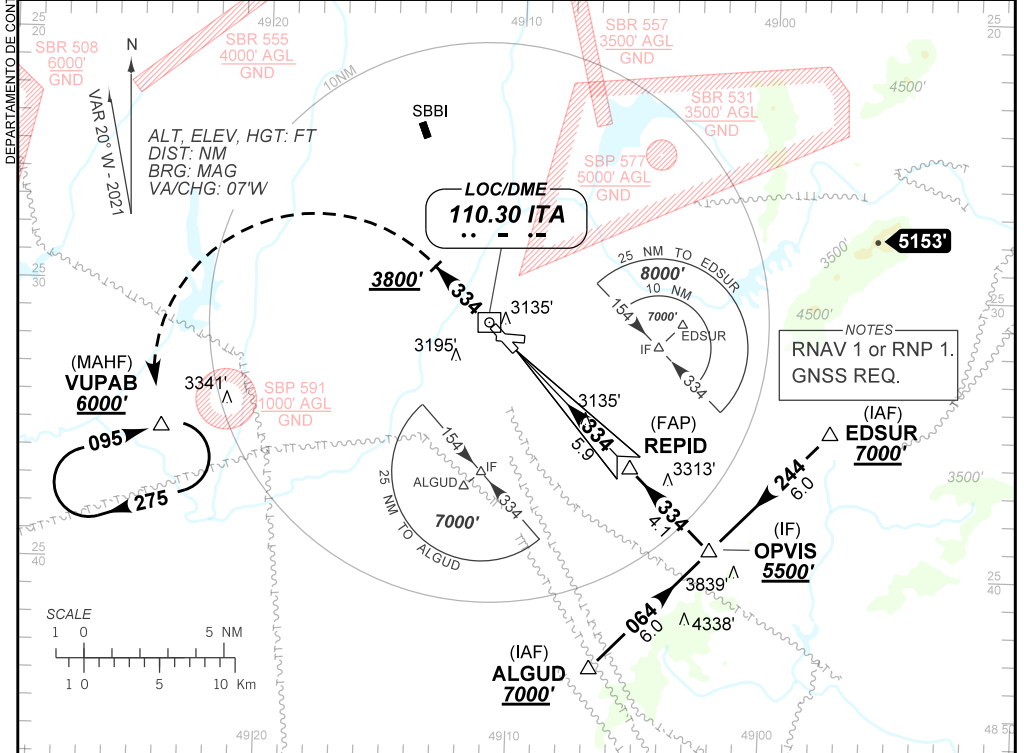 DEPARTAMENTO DE CONT
25
20
49 20
49 10
49 00
25
20
SBR 508
6000'
GND
N
VAR 20° W - 2021
SBR 555
4000' AGL
GND
10NM
SBR 557
3500' AGL
GND
4500'
SBBI
SBR 531
3500' AGL
GND
SBP 577
5000' AGL
GND
ALT, ELEV, HGT: FT
DIST: NM
BRG: MAG
VA/CHG: 07'W
LOC/DME
110.30 ITA
5153'
3500'
4500'
25
30
25
30
3800'
334
3135'
3195'
25 NM TO EDSUR
8000'
10 NM
7000'
154
EDSUR
IF
334
NOTES
RNAV 1 or RNP 1.
GNSS REQ.
(MAHF)
VUPAB
6000'
3341'
SBP 591
1000' AGL
GND
095
275
3135'
334
5.9
(FAP)
REPID
3313'
(IAF)
EDSUR
7000'
244
6.0
3500'
154
IF
ALGUD
334
7000'
25 NM TO ALGUD
334
4.1
(IF)
OPVIS
5500'
3839'
4338'
064
6.0
(IAF)
ALGUD
7000'
25
40
25
40
SCALE
1 0 5 NM
1 0 5 10 Km
49 20
49 10
49 00
48 50